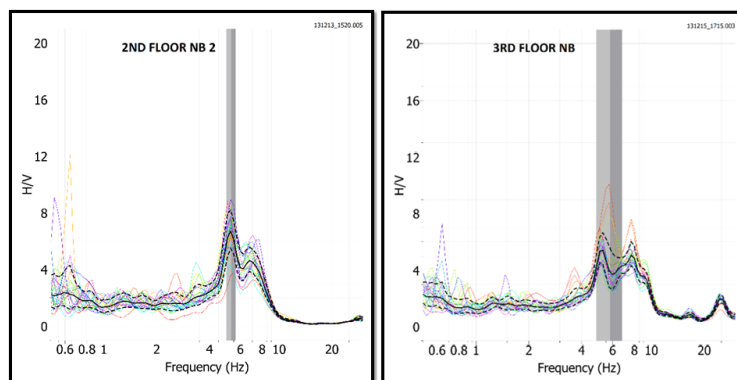 131213_1520.005
2ND FLOOR NB 2
20
16
12
8
4
0
H/V
0.6 0.8 1 2 4 6 8 10 20
Frequency (Hz)
131215_1715.003
3RD FLOOR NB
20
16
12
8
4
0
H/V
0.6 0.8 1 2 4 6 8 10 20
Frequency (Hz)